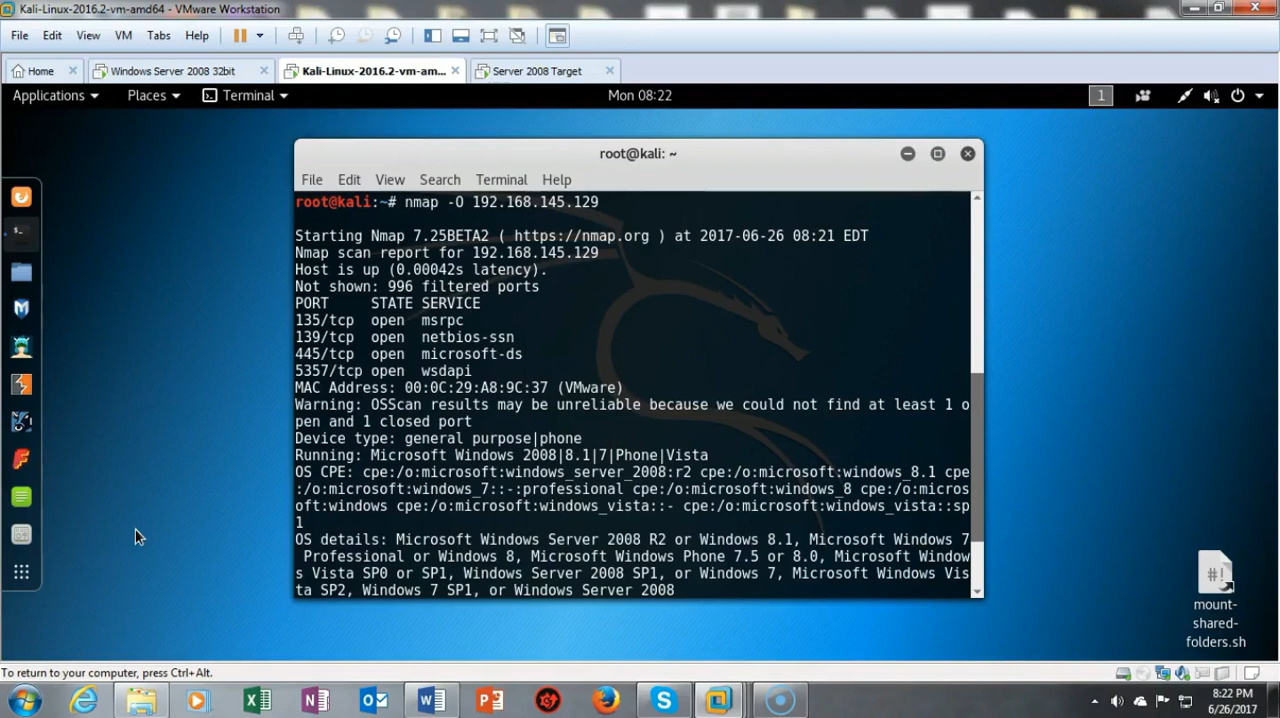 Kali-Linux-2016.2-vm-amd64 - VMware Workstation
File Edit View VM Tabs Help
Home Windows Server 2008 32bit Kali-Linux-2016.2-vm-am... Server 2008 Target
Applications Places Terminal Mon 08:22 1
root@kali: ~
File Edit View Search Terminal Help
root@kali:~# nmap -O 192.168.145.129
Starting Nmap 7.25BETA2 ( https://nmap.org ) at 2017-06-26 08:21 EDT
Nmap scan report for 192.168.145.129
Host is up (0.00042s latency).
Not shown: 996 filtered ports
PORT STATE SERVICE
135/tcp open msrpc
139/tcp open netbios-ssn
445/tcp open microsoft-ds
5357/tcp open wsdapi
MAC Address: 00:0C:29:A8:9C:37 (VMware)
Warning: OSScan results may be unreliable because we could not find at least 1 o
pen and 1 closed port
Device type: general purpose|phone
Running: Microsoft Windows 2008|8.1|7|Phone|Vista
OS CPE: cpe:/o:microsoft:windows_server_2008:r2 cpe:/o:microsoft:windows_8.1 cpe
:/o:microsoft:windows_7::-:professional cpe:/o:microsoft:windows_8 cpe:/o:micros
oft:windows cpe:/o:microsoft:windows_vista::- cpe:/o:microsoft:windows_vista::sp
1
OS details: Microsoft Windows Server 2008 R2 or Windows 8.1, Microsoft Windows 7
Professional or Windows 8, Microsoft Windows Phone 7.5 or 8.0, Microsoft Window
s Vista SP0 or SP1, Windows Server 2008 SP1, or Windows 7, Microsoft Windows Vis
ta SP2, Windows 7 SP1, or Windows Server 2008
#!
mount-
shared-
folders.sh
To return to your computer, press Ctrl+Alt.
8:22 PM
6/26/2017